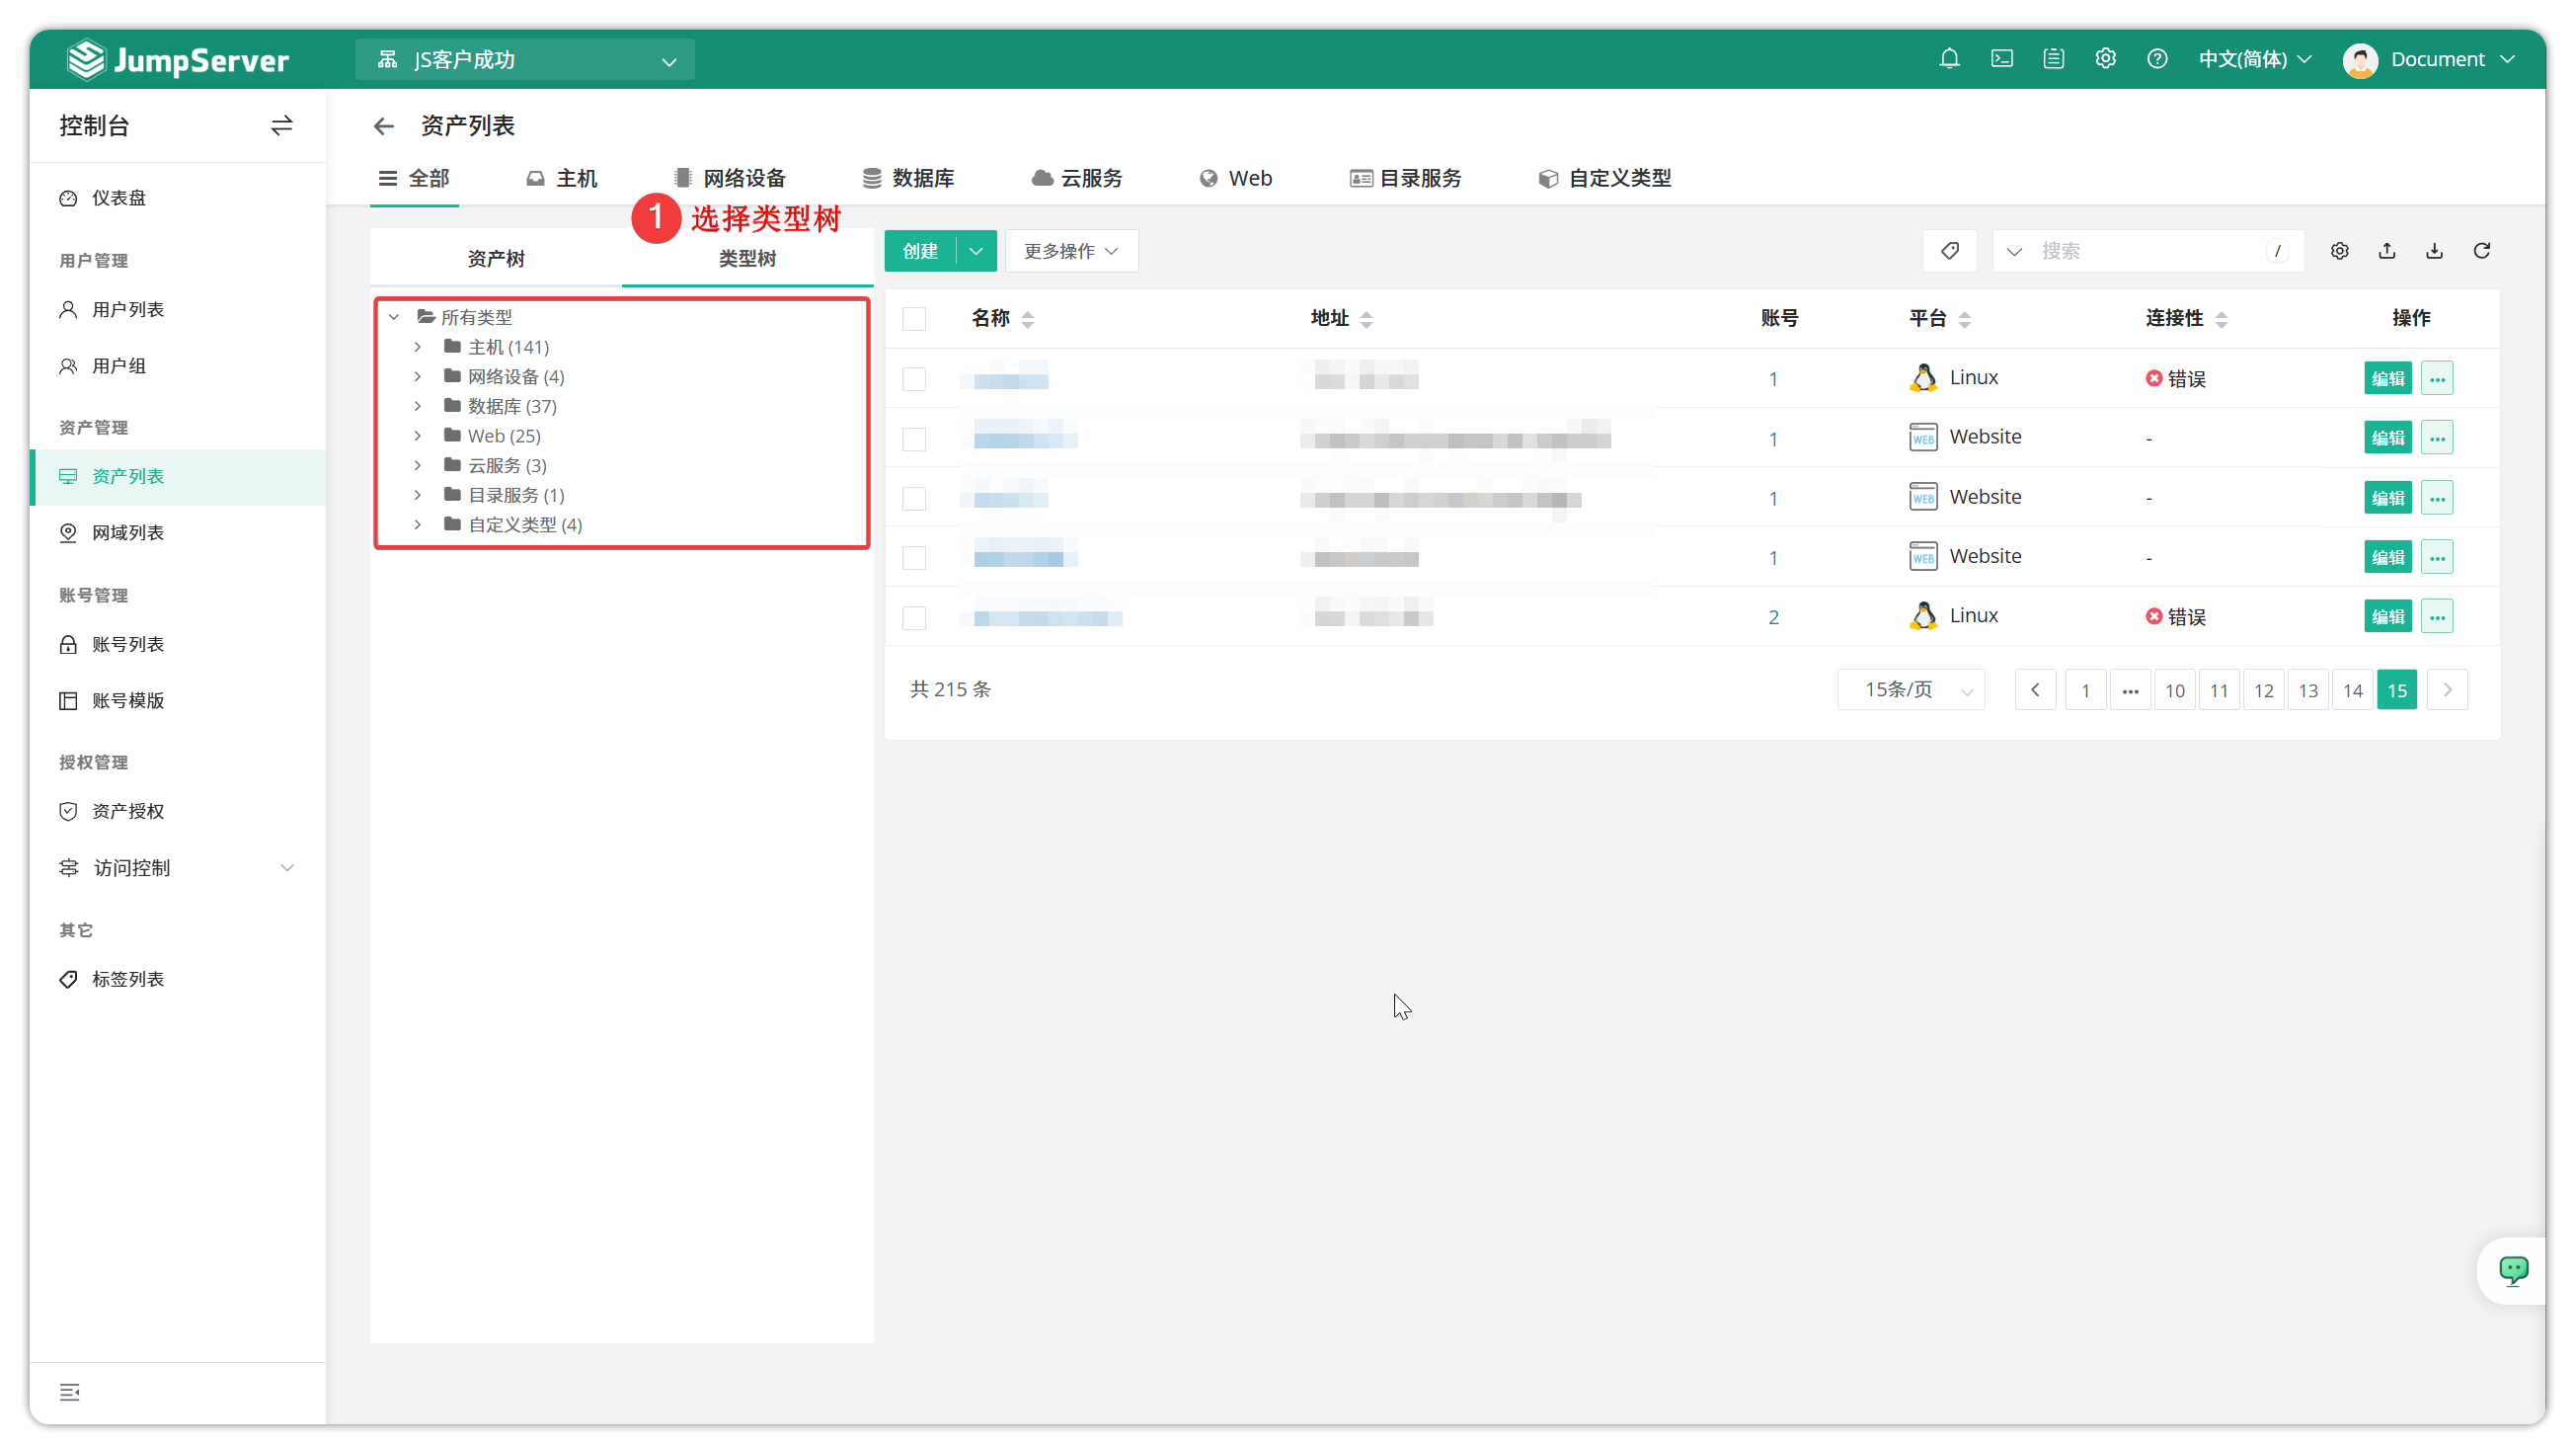 JumpServer
JS客户成功
中文(简体)
Document
控制台
仪表盘
用户管理
用户列表
用户组
资产管理
资产列表
网域列表
账号管理
账号列表
账号模版
授权管理
资产授权
访问控制
其它
标签列表
资产列表
全部
主机
网络设备
数据库
云服务
Web
目录服务
自定义类型
1 选择类型树
资产树
类型树
所有类型
主机 (141)
网络设备 (4)
数据库 (37)
Web (25)
云服务 (3)
目录服务 (1)
自定义类型 (4)
创建
更多操作
搜索
/
名称 地址 账号 平台 连接性 操作
1 Linux 错误 编辑 ...
1 Website - 编辑 ...
1 Website - 编辑 ...
1 Website - 编辑 ...
2 Linux 错误 编辑 ...
共 215 条
15条/页
1 ... 10 11 12 13 14 15